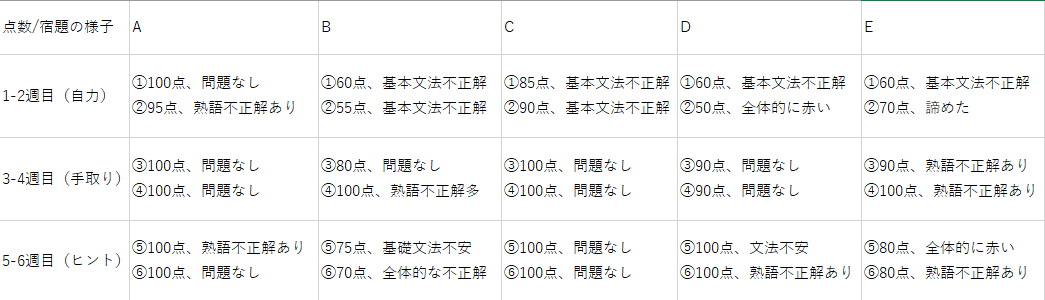 点数/宿題の様子 A B C D E
1-2週目（自力）
①100点、問題なし
②95点、熟語不正解あり
①60点、基本文法不正解
②55点、基本文法不正解
①85点、基本文法不正解
②90点、基本文法不正解
①60点、基本文法不正解
②50点、全体的に赤い
①60点、基本文法不正解
②70点、諦めた
3-4週目（手取り）
③100点、問題なし
④100点、問題なし
③80点、問題なし
④100点、熟語不正解多
③100点、問題なし
④100点、問題なし
③90点、問題なし
④90点、問題なし
③90点、熟語不正解あり
④100点、熟語不正解あり
5-6週目（ヒント）
⑤100点、熟語不正解あり
⑥100点、問題なし
⑤75点、基礎文法不安
⑥70点、全体的な不正解
⑤100点、問題なし
⑥100点、問題なし
⑤100点、文法不安
⑥100点、熟語不正解あり
⑤80点、全体的に赤い
⑥80点、熟語不正解あり